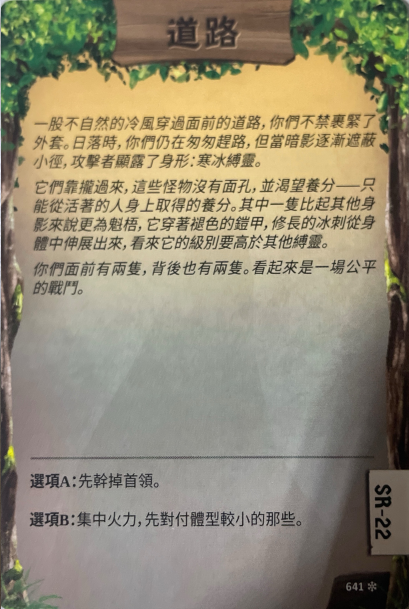 道路
一股不自然的冷風穿過面前的道路，你們不禁裹緊了
外套。日落時，你們仍在匆匆趕路，但當暗影逐漸遮蔽
小徑，攻擊者顯露了身形：寒冰縛靈。
它們靠攏過來，這些怪物沒有面孔，並渴望養分——只
能從活著的人身上取得的養分。其中一隻比起其他身
影來說更為魁梧，它穿著褪色的鎧甲，修長的冰刺從身
體中伸展出來，看來它的級別要高於其他縛靈。
你們面前有兩隻，背後也有兩隻。看起來是一場公平
的戰鬥。
選項A：先幹掉首領。
選項B：集中火力，先對付體型較小的那些。
SR-22
641